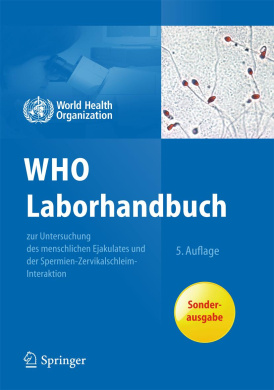 World Health
Organization
WHO
Laborhandbuch
zur Untersuchung
des menschlichen Ejakulates und
der Spermien-Zervikalschleim-
Interaktion
5. Auflage
Sonder-
ausgabe
Springer